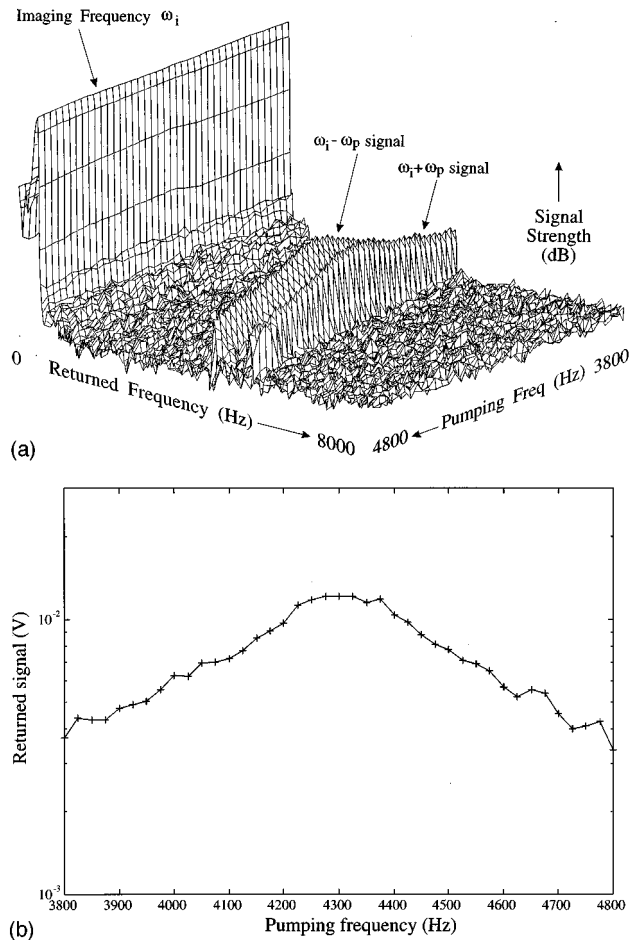 Imaging Frequency ωi
ωi- ωp signal
ωi+ωp signal
Signal
Strength
(dB)
0
Returned Frequency (Hz)
8000
4800
Pumping Freq (Hz)
3800
(a)
10-2
10-3
Returned signal (V)
3800 3900 4000 4100 4200 4300 4400 4500 4600 4700 4800
Pumping frequency (Hz)
(b)